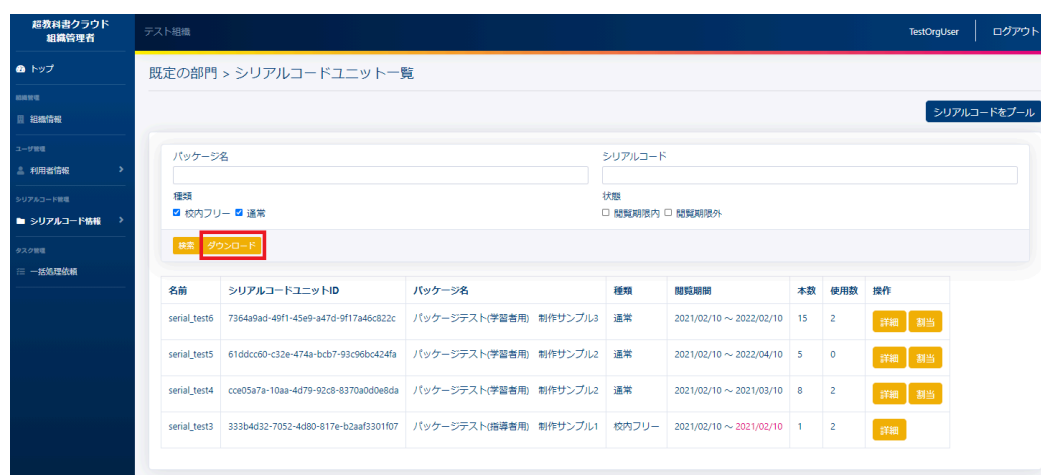 超教科書クラウド
組織管理者
テスト組織
TestOrgUser
ログアウト
トップ
組織管理
組織情報
ユーザ管理
利用者情報
シリアルコード管理
シリアルコード情報
タスク管理
一括処理依頼
既定の部門 > シリアルコードユニット一覧
シリアルコードをプール
パッケージ名
シリアルコード
種類
状態
校内フリー 通常
閲覧期限内 閲覧期限外
検索 ダウンロード
名前 シリアルコードユニットID パッケージ名 種類 閲覧期間 本数 使用数 操作
serial_test6 7364a9ad-49f1-45e9-a47d-9f17a46c822c パッケージテスト(学習者用) 制作サンプル3 通常 2021/02/10 ～ 2022/02/10 15 2 詳細 割当
serial_test5 61ddcc60-c32e-474a-bcb7-93c96bc424fa パッケージテスト(学習者用) 制作サンプル2 通常 2021/02/10 ～ 2022/04/10 5 0 詳細 割当
serial_test4 cce05a7a-10aa-4d79-92c8-8370a0d0e8da パッケージテスト(学習者用) 制作サンプル2 通常 2021/02/10 ～ 2021/03/10 8 2 詳細 割当
serial_test3 333b4d32-7052-4d80-817e-b2aaf3301f07 パッケージテスト(指導者用) 制作サンプル1 校内フリー 2021/02/10 ～ 2021/02/10 1 2 詳細